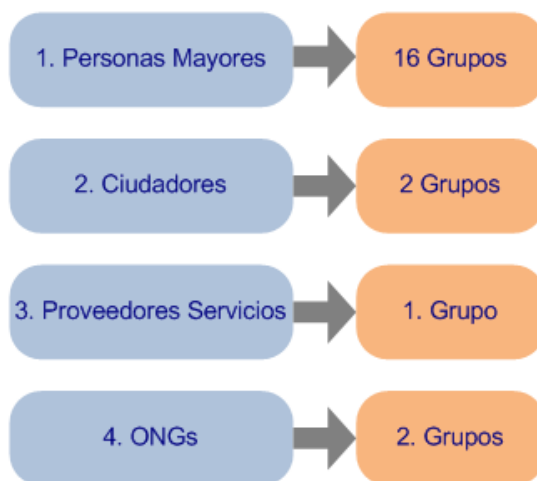 1. Personas Mayores
16 Grupos
2. Ciudadores
2 Grupos
3. Proveedores Servicios
1. Grupo
4. ONGs
2. Grupos